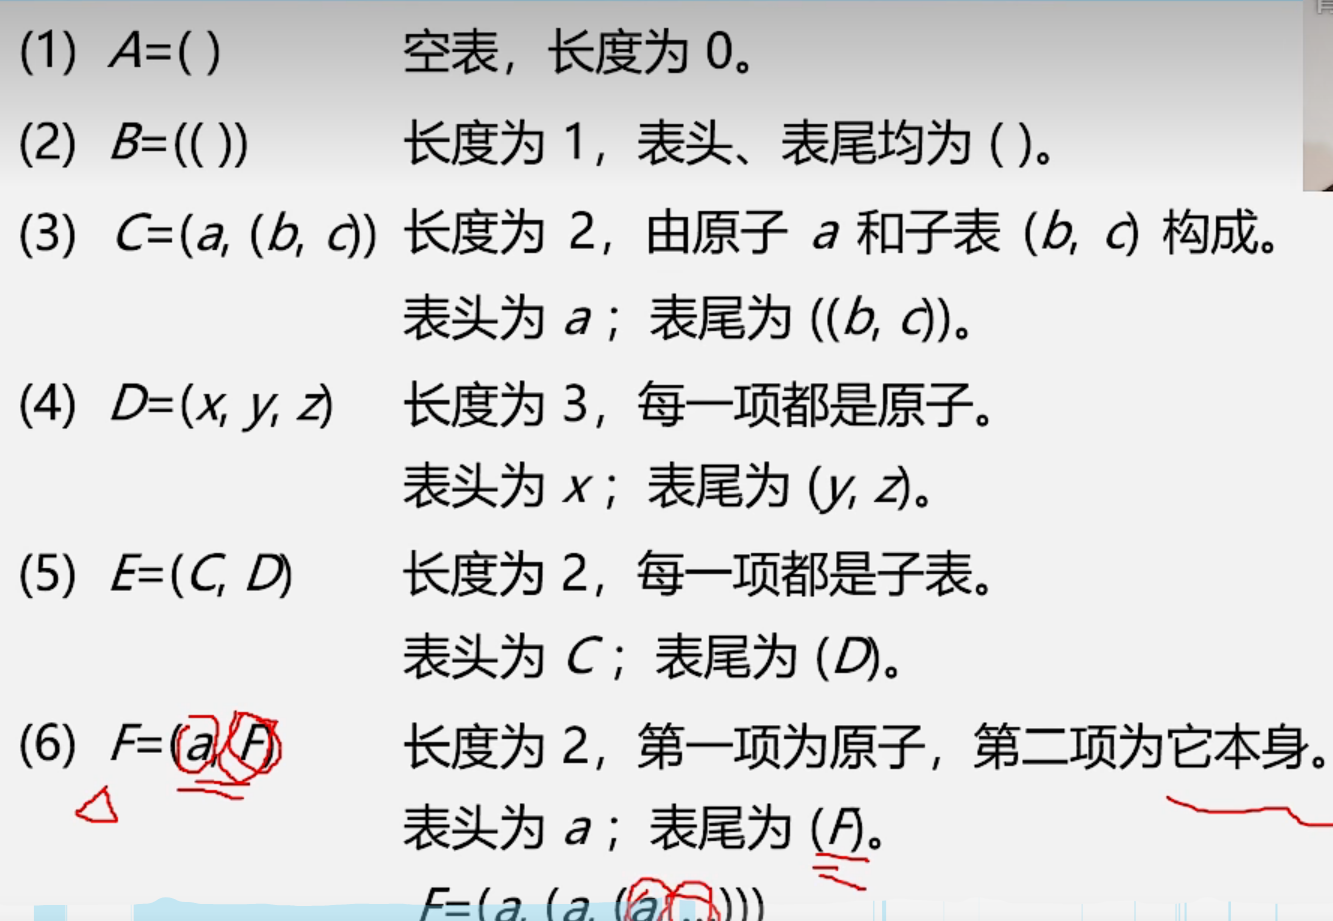 (1) A=( ) 空表，长度为 0。
(2) B=(( )) 长度为 1，表头、表尾均为 ( )。
(3) C=(a, (b, c)) 长度为 2，由原子 a 和子表 (b, c) 构成。
表头为 a；表尾为 ((b, c))。
(4) D=(x, y, z) 长度为 3，每一项都是原子。
表头为 x；表尾为 (y, z)。
(5) E=(C, D) 长度为 2，每一项都是子表。
表头为 C；表尾为 (D)。
(6) F=(a, F) 长度为 2，第一项为原子，第二项为它本身。
表头为 a；表尾为 (F)。
F=(a, (a, (a, …)))